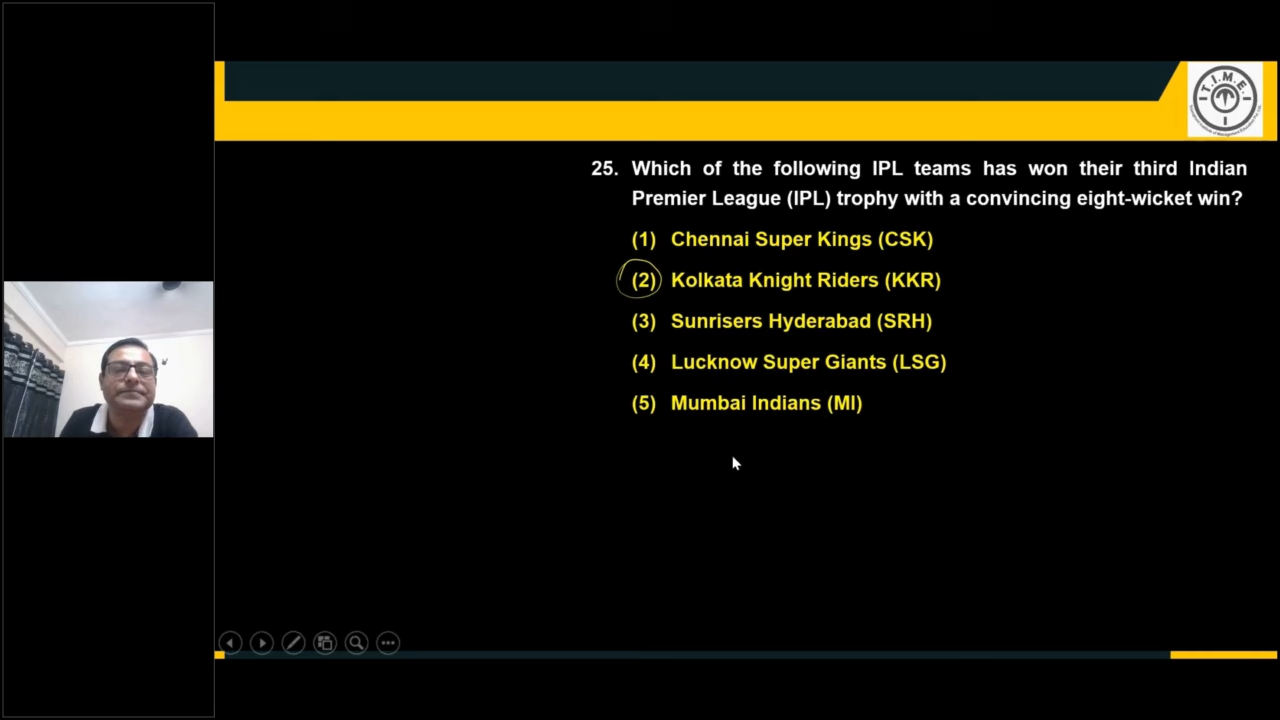 T.I.M.E.
25. Which of the following IPL teams has won their third Indian
Premier League (IPL) trophy with a convincing eight-wicket win?
(1) Chennai Super Kings (CSK)
(2) Kolkata Knight Riders (KKR)
(3) Sunrisers Hyderabad (SRH)
(4) Lucknow Super Giants (LSG)
(5) Mumbai Indians (MI)